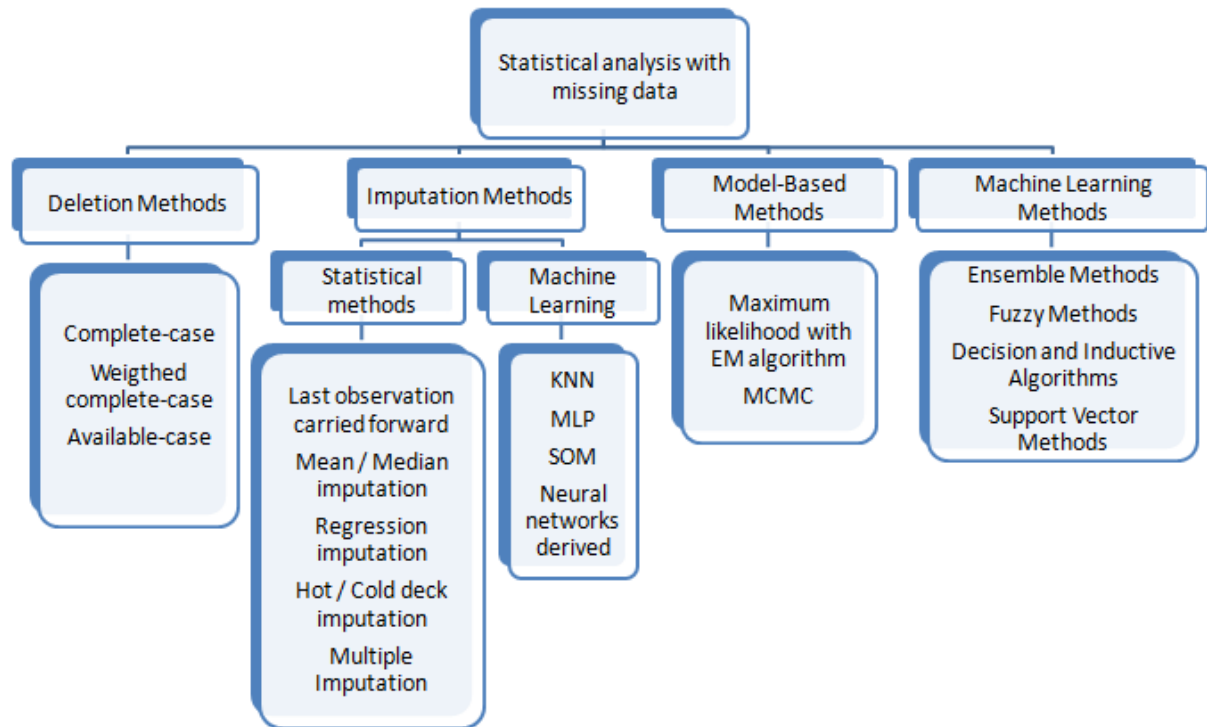 Statistical analysis with
missing data
Deletion Methods
Imputation Methods
Model-Based
Methods
Machine Learning
Methods
Complete-case
Weigthed
complete-case
Available-case
Statistical
methods
Last observation
carried forward
Mean / Median
imputation
Regression
imputation
Hot / Cold deck
imputation
Multiple
Imputation
Machine
Learning
KNN
MLP
SOM
Neural
networks
derived
Maximum
likelihood with
EM algorithm
MCMC
Ensemble Methods
Fuzzy Methods
Decision and Inductive
Algorithms
Support Vector
Methods